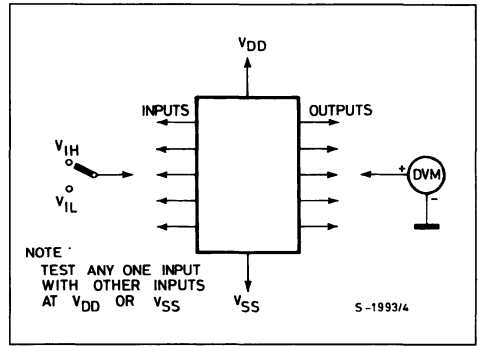 VDD
INPUTS
OUTPUTS
VIH
VIL
+
DVM
-
NOTE
TEST ANY ONE INPUT
WITH OTHER INPUTS
AT VDD OR VSS
VSS
S-1993/4